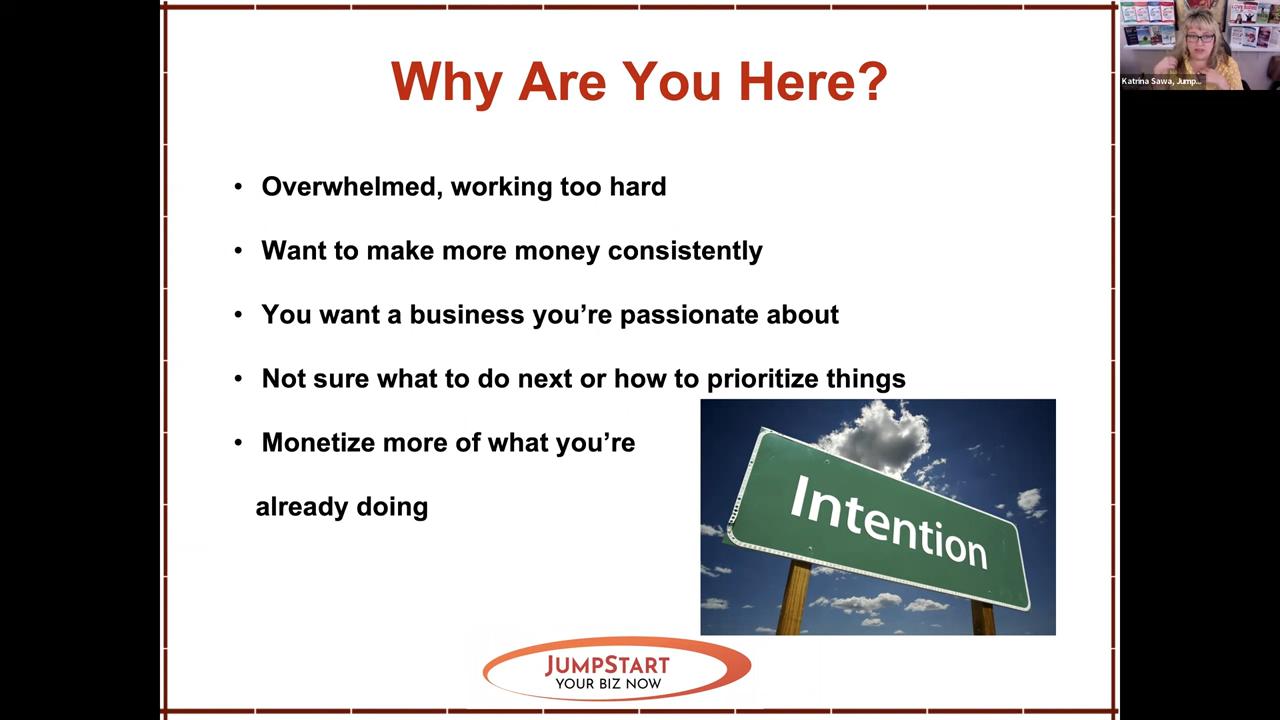 Why Are You Here?
• Overwhelmed, working too hard
• Want to make more money consistently
• You want a business you’re passionate about
• Not sure what to do next or how to prioritize things
• Monetize more of what you’re
already doing
Intention
JUMPSTART
YOUR BIZ NOW
Katrina Sawa, Jump...